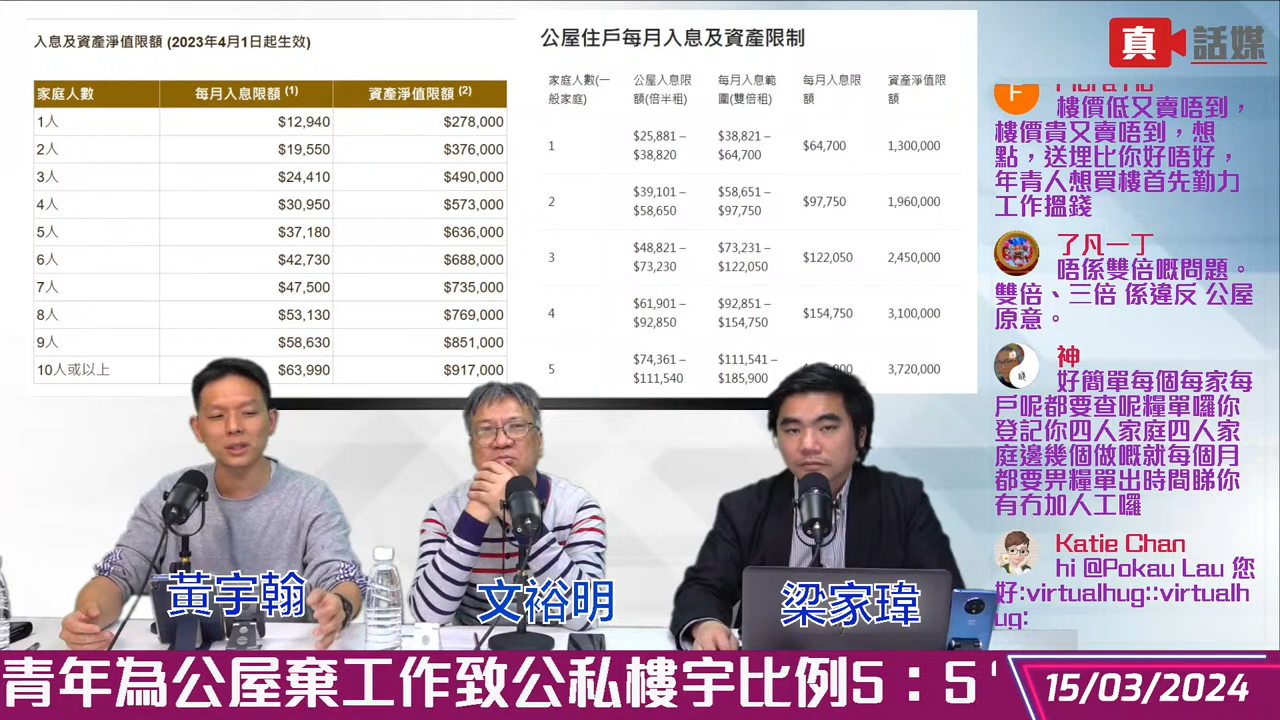 入息及資產淨值限額 (2023年4月1日起生效)
家庭人數 每月入息限額 (1) 資產淨值限額 (2)
1人 $12,940 $278,000
2人 $19,550 $376,000
3人 $24,410 $490,000
4人 $30,950 $573,000
5人 $37,180 $636,000
6人 $42,730 $688,000
7人 $47,500 $735,000
8人 $53,130 $769,000
9人 $58,630 $851,000
10人或以上 $63,990 $917,000
公屋住戶每月入息及資產限制
家庭人數(一 公屋入息限 每月入息範 每月入息限 資產淨值限
般家庭) 額(倍半租) 圍(雙倍租) 額 額
1 $25,881 – $38,821 – $64,700 1,300,000
$38,820 $64,700
2 $39,101 – $58,651 – $97,750 1,960,000
$58,650 $97,750
3 $48,821 – $73,231 – $122,050 2,450,000
$73,230 $122,050
4 $61,901 – $92,851 – $154,750 3,100,000
$92,850 $154,750
5 $74,361 – $111,541 – 3,720,000
$111,540 $185,900
真話媒
F
樓價低又賣唔到，
樓價貴又賣唔到，想
點，送埋比你好唔好，
年青人想買樓首先勤力
工作搵錢
了凡一丁
唔係雙倍嘅問題。
雙倍、三倍 係違反 公屋
原意。
神
好簡單每個每家每
戶呢都要查呢糧單囉你
登記你四人家庭四人家
庭邊幾個做嘅就每個月
都要畀糧單出時間睇你
有冇加人工囉
Katie Chan
hi @Pokau Lau 您
好:virtualhug::virtualh
ug:
黃宇翰
文裕明
梁家瑋
青年為公屋棄工作致公私樓宇比例5：5
15/03/2024